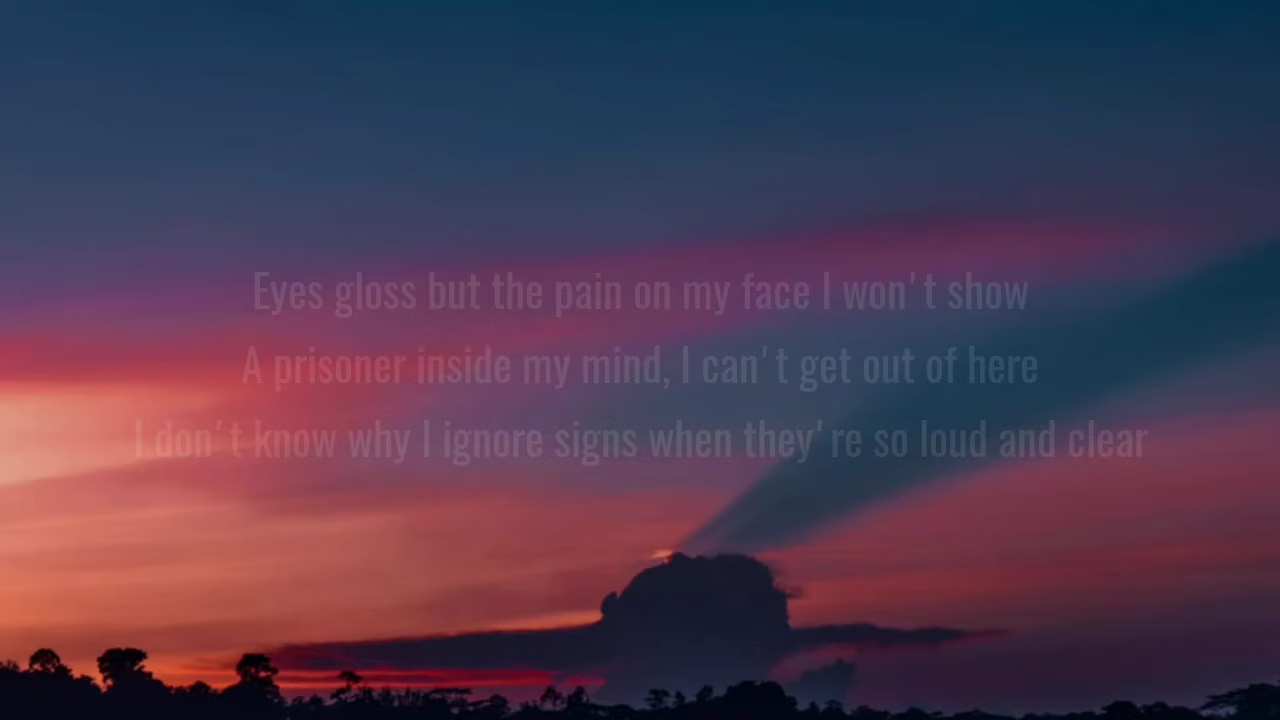 Eyes gloss but the pain on my face I won't show
A prisoner inside my mind, I can't get out of here
I don't know why I ignore signs when they're so loud and clear